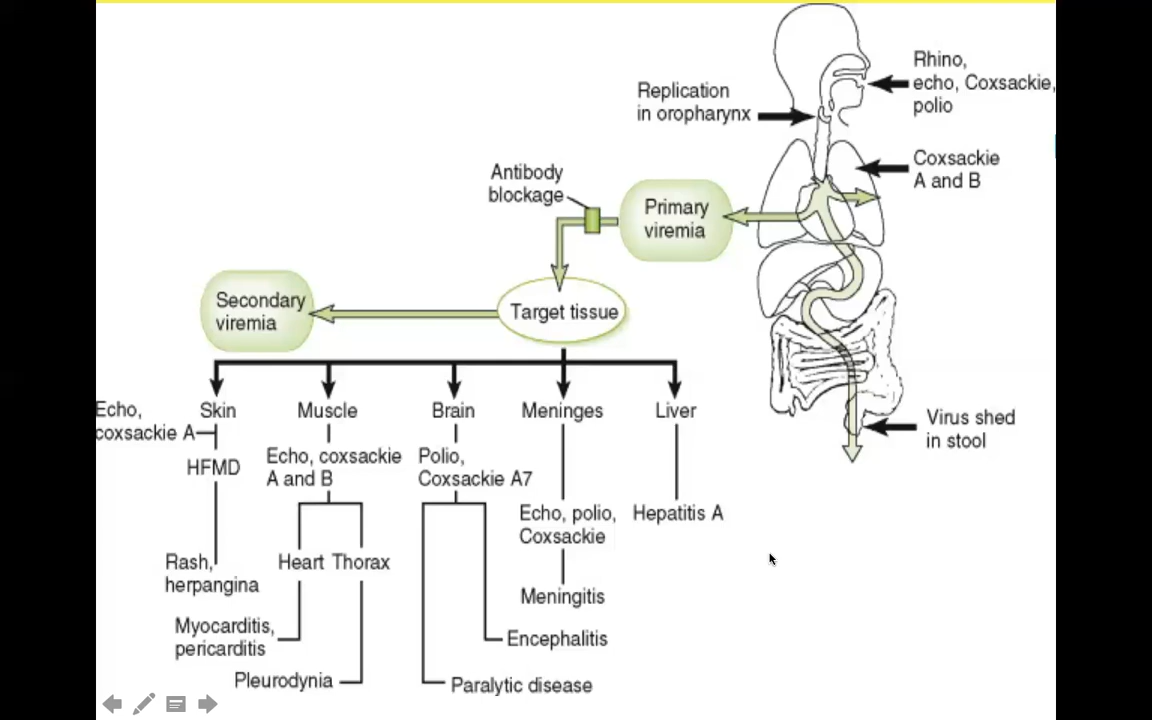 Rhino,
echo, Coxsackie,
polio
Replication
in oropharynx
Coxsackie
A and B
Antibody
blockage
Primary
viremia
Secondary
viremia
Target tissue
Virus shed
in stool
Echo,
coxsackie A
Skin
Muscle
Brain
Meninges
Liver
HFMD
Echo, coxsackie
A and B
Polio,
Coxsackie A7
Echo, polio,
Coxsackie
Hepatitis A
Rash,
herpangina
Heart Thorax
Meningitis
Myocarditis,
pericarditis
Encephalitis
Pleurodynia
Paralytic disease